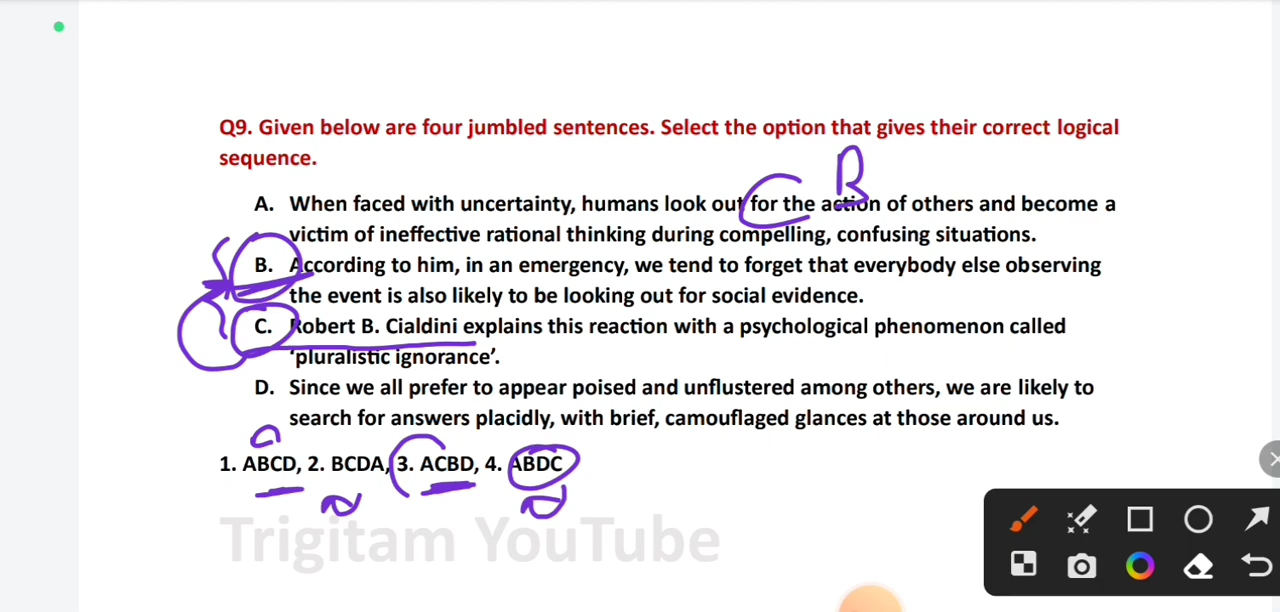 Q9. Given below are four jumbled sentences. Select the option that gives their correct logical
sequence.
C B
A. When faced with uncertainty, humans look out for the action of others and become a
victim of ineffective rational thinking during compelling, confusing situations.
B. According to him, in an emergency, we tend to forget that everybody else observing
the event is also likely to be looking out for social evidence.
C. Robert B. Cialdini explains this reaction with a psychological phenomenon called
‘pluralistic ignorance’.
D. Since we all prefer to appear poised and unflustered among others, we are likely to
search for answers placidly, with brief, camouflaged glances at those around us.
1. ABCD, 2. BCDA, 3. ACBD, 4. ABDC
Trigitam YouTube